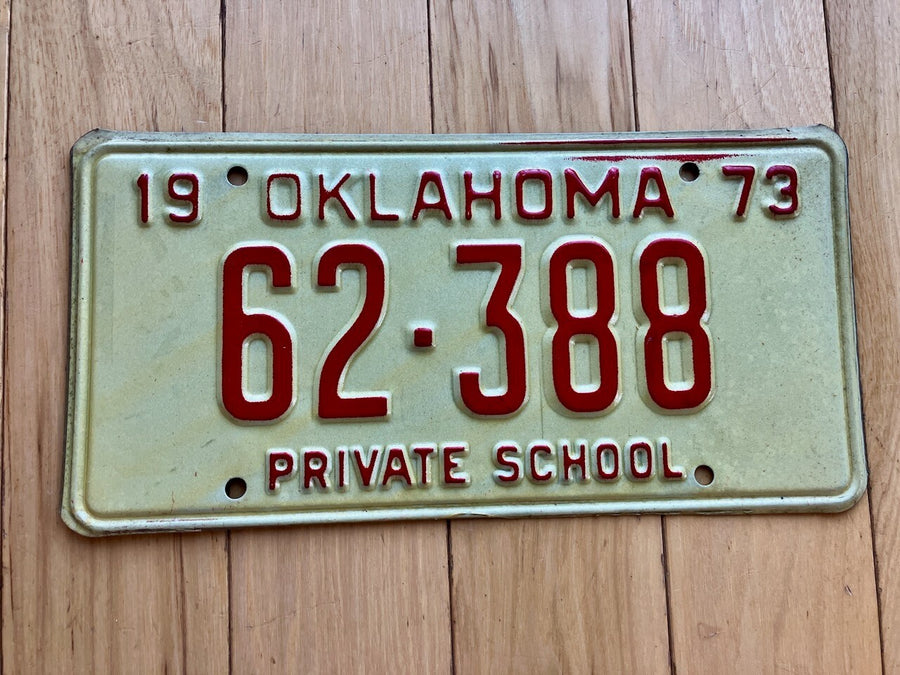 19 OKLAHOMA 73
62·388
PRIVATE SCHOOL